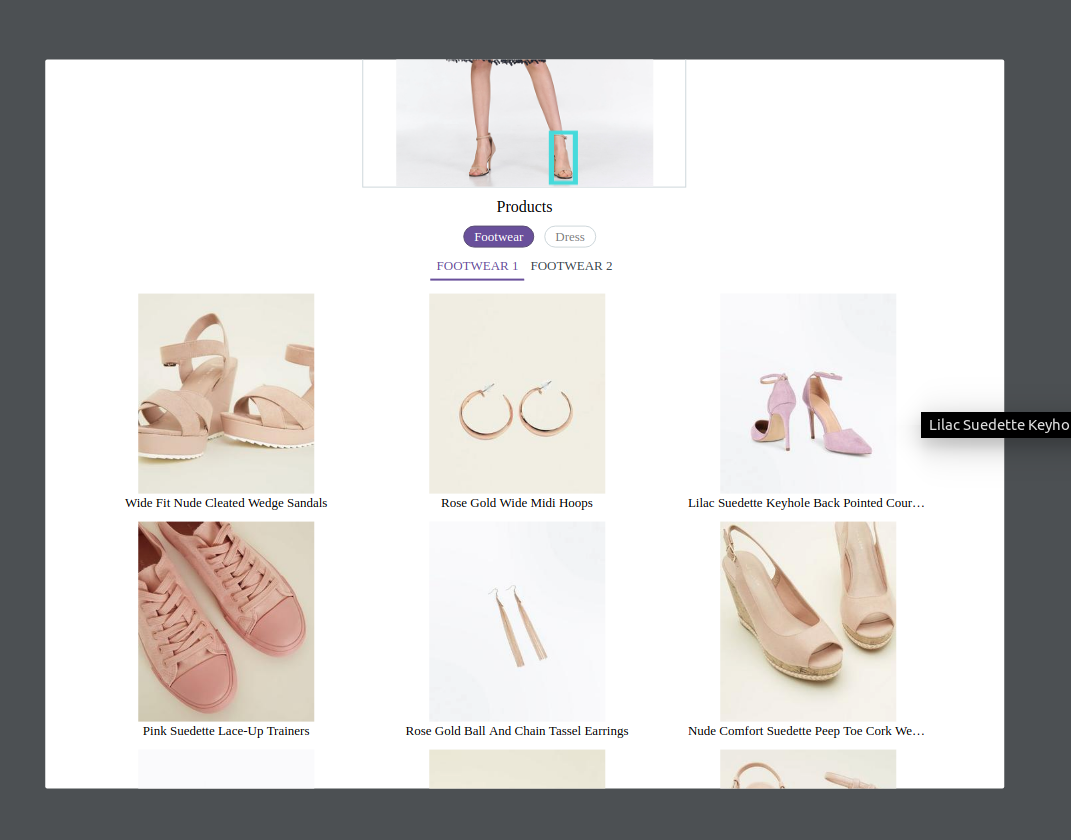 Products
Footwear
Dress
FOOTWEAR 1
FOOTWEAR 2
Lilac Suedette Keyho
Wide Fit Nude Cleated Wedge Sandals
Rose Gold Wide Midi Hoops
Lilac Suedette Keyhole Back Pointed Cour…
Pink Suedette Lace-Up Trainers
Rose Gold Ball And Chain Tassel Earrings
Nude Comfort Suedette Peep Toe Cork We…